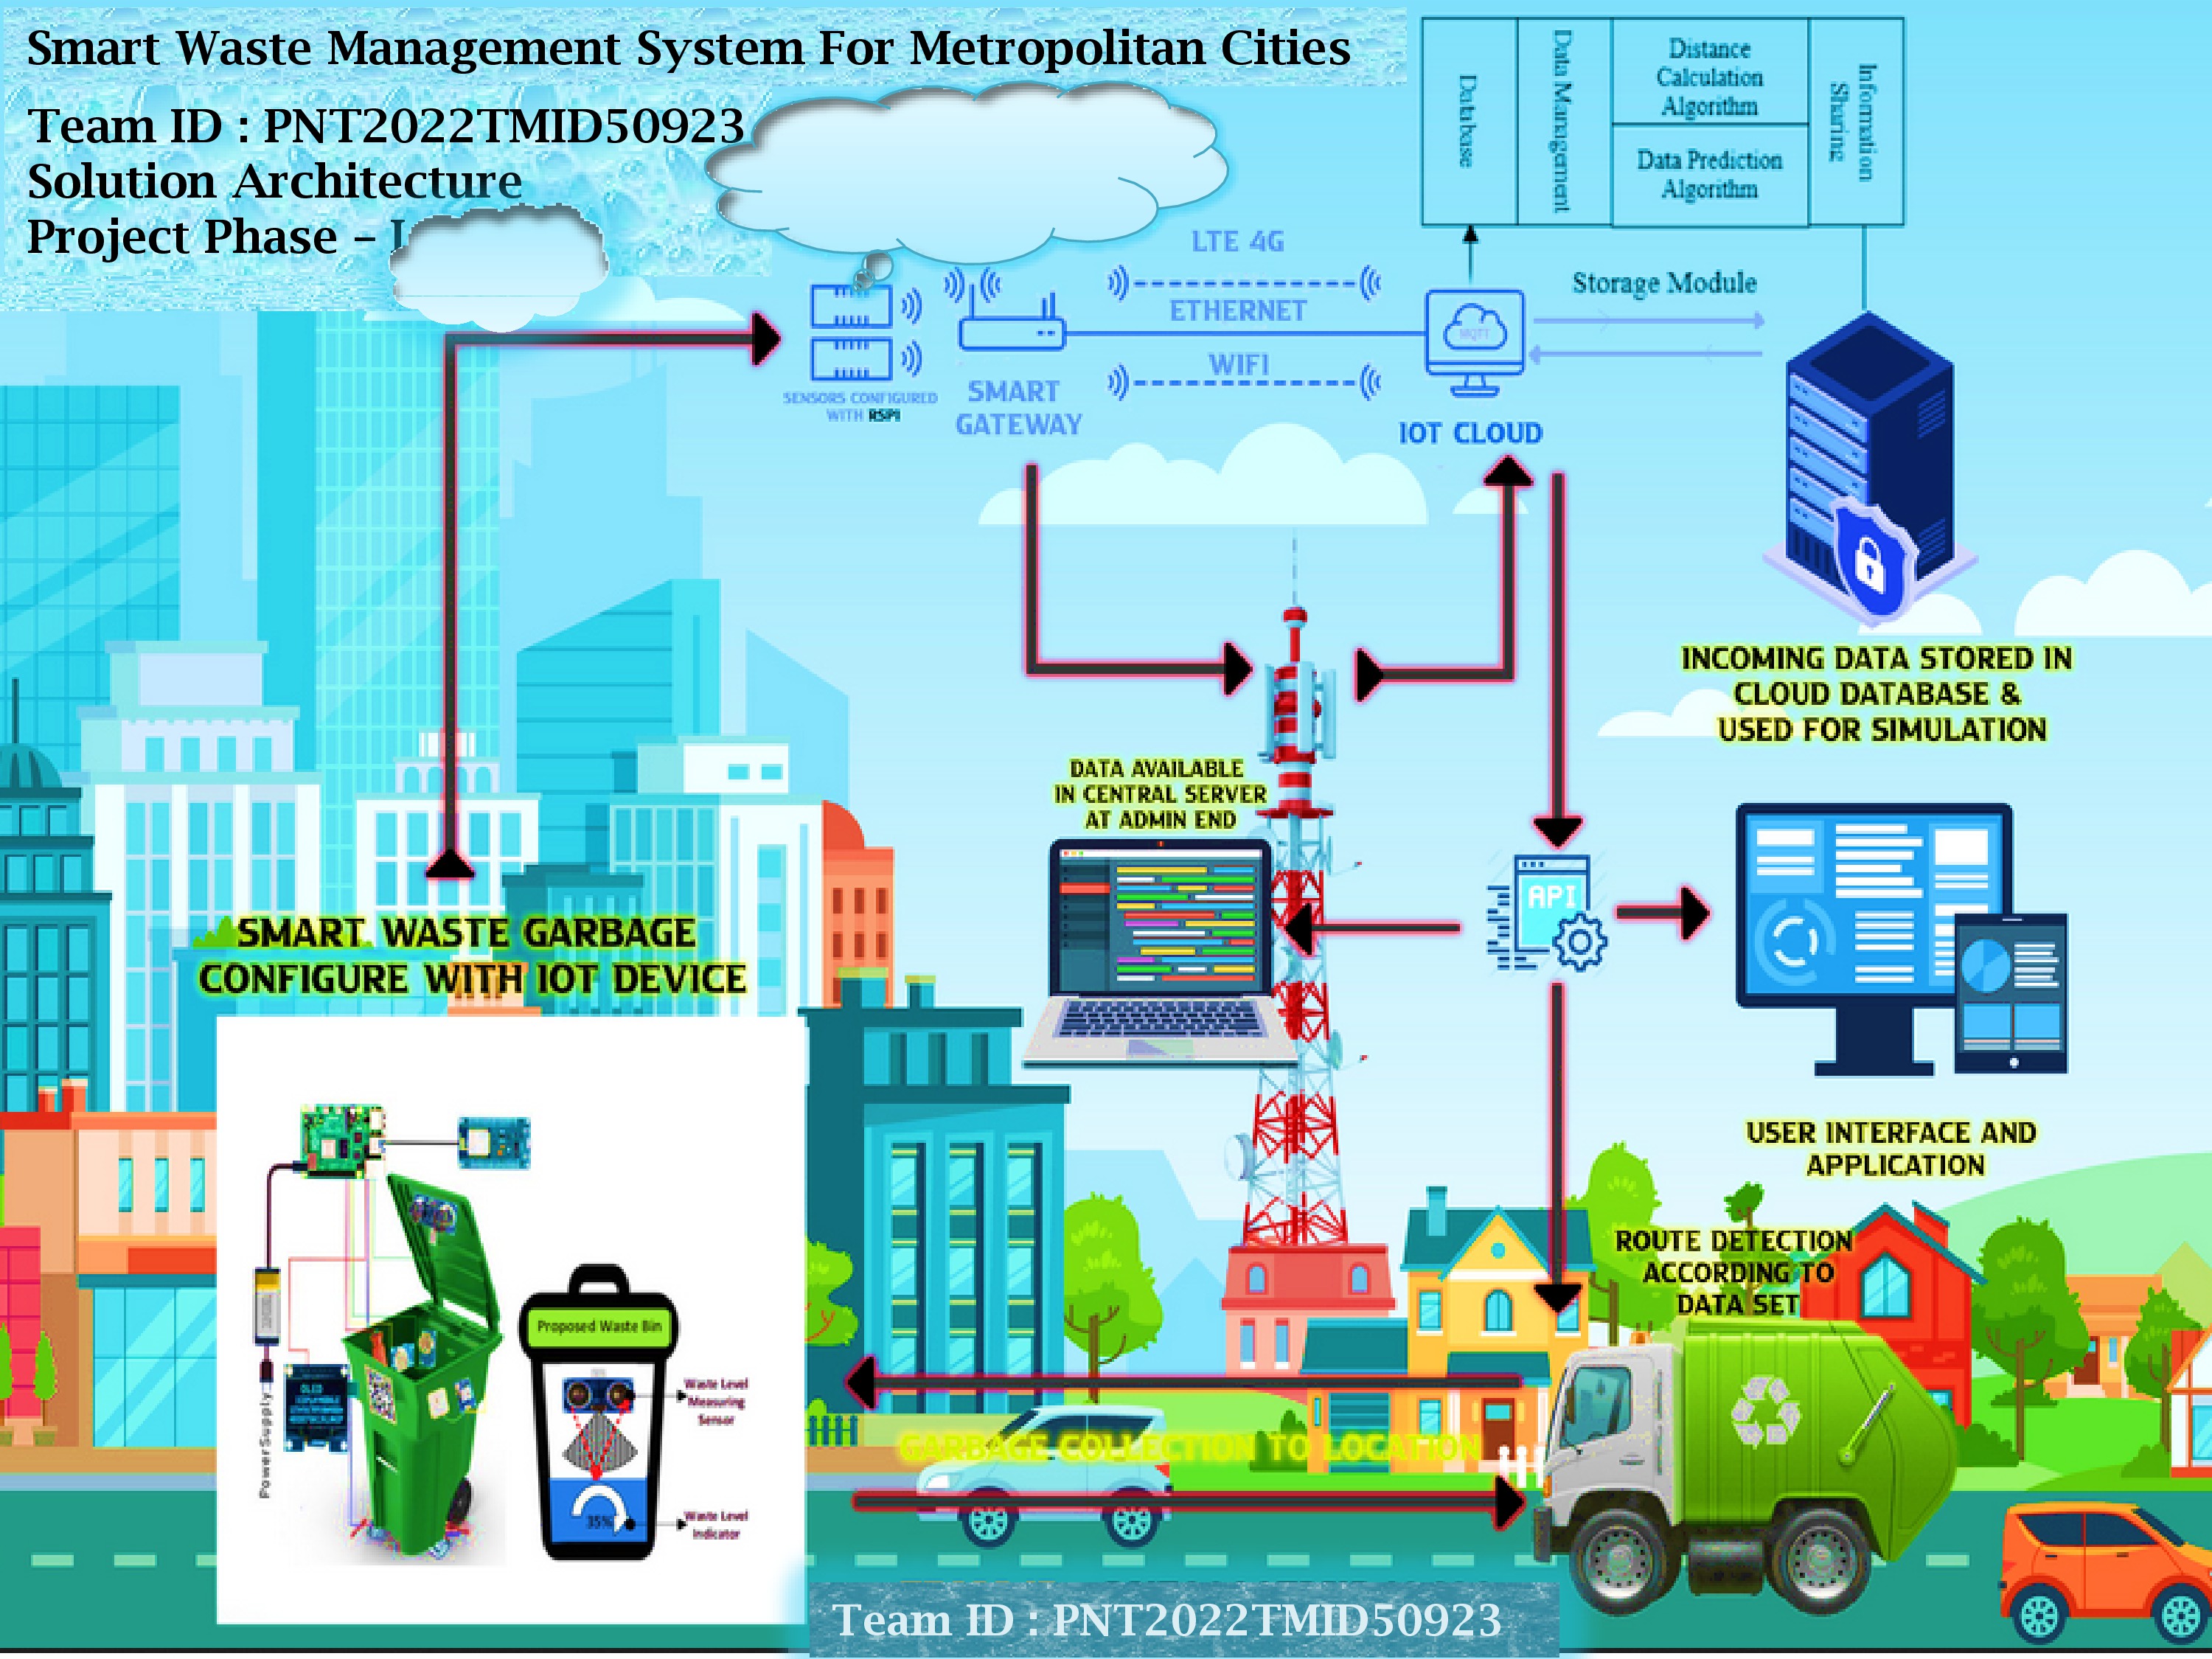 Smart Waste Management System For Metropolitan Cities
Team ID : PNT2022TMID50923
Solution Architecture
Project Phase – I
Database
Data Management
Distance
Calculation
Algorithm
Data Prediction
Algorithm
Information
Sharing
LTE 4G
ETHERNET
WIFI
Storage Module
MQTT
SENSORS CONFIGURED
WITH RSPI
SMART
GATEWAY
IOT CLOUD
INCOMING DATA STORED IN
CLOUD DATABASE &
USED FOR SIMULATION
DATA AVAILABLE
IN CENTRAL SERVER
AT ADMIN END
API
SMART WASTE GARBAGE
CONFIGURE WITH IOT DEVICE
USER INTERFACE AND
APPLICATION
ROUTE DETECTION
ACCORDING TO
DATA SET
Proposed Waste Bin
Waste Level
Measuring
Sensor
35%
Waste Level
Indicator
Power Supply
OLED
GARBAGE COLLECTION TO LOCATION
Team ID : PNT2022TMID50923